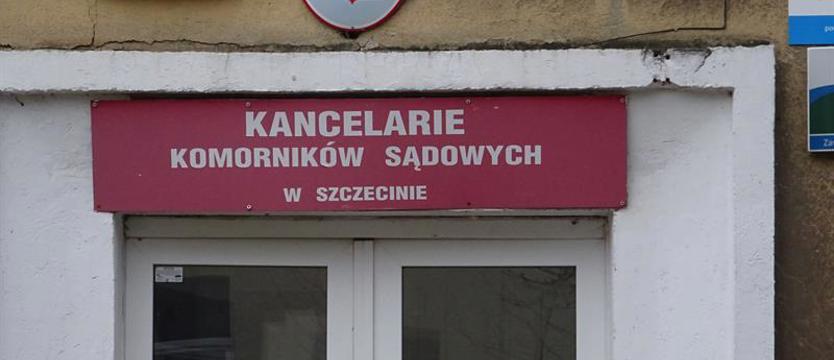 KANCELARIE
KOMORNIKÓW SĄDOWYCH
W SZCZECINIE